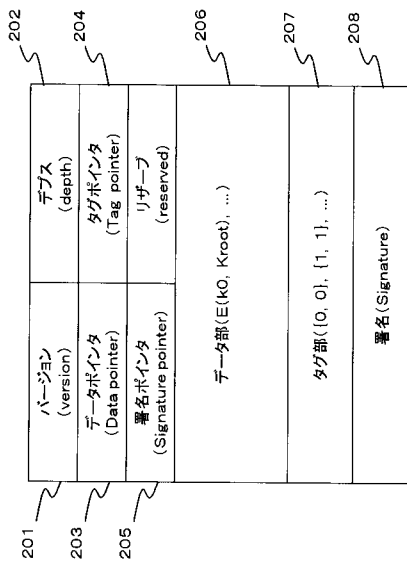 201
バージョン
(version)
デプス
(depth)
202
203
データポインタ
(Data pointer)
タグポインタ
(Tag pointer)
204
205
署名ポインタ
(Signature pointer)
リザーブ
(reserved)
データ部(E(k0, Kroot), ...)
206
タグ部({0, 0}, {1, 1}, ...)
207
署名(Signature)
208